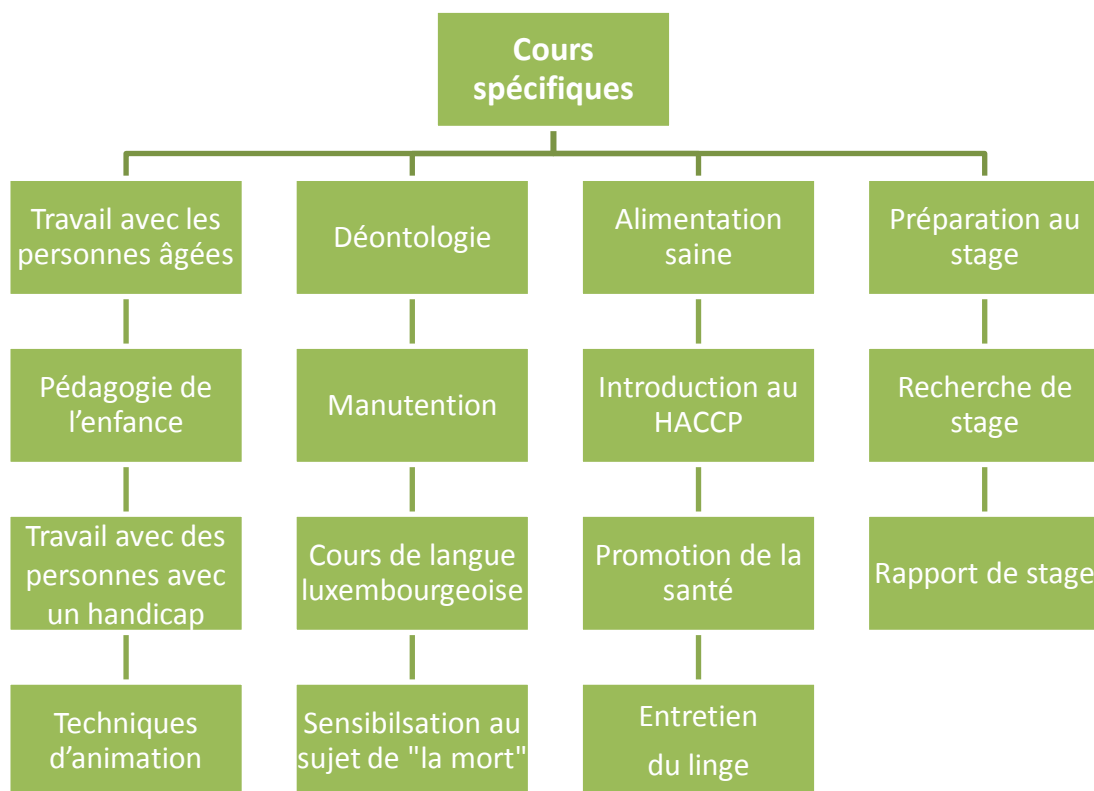 Cours
spécifiques
Travail avec les
personnes âgées
Déontologie
Alimentation
saine
Préparation au
stage
Pédagogie de
l’enfance
Manutention
Introduction au
HACCP
Recherche de
stage
Travail avec des
personnes avec
un handicap
Cours de langue
luxembourgeoise
Promotion de la
santé
Rapport de stage
Techniques
d’animation
Sensibilsation au
sujet de "la mort"
Entretien
du linge